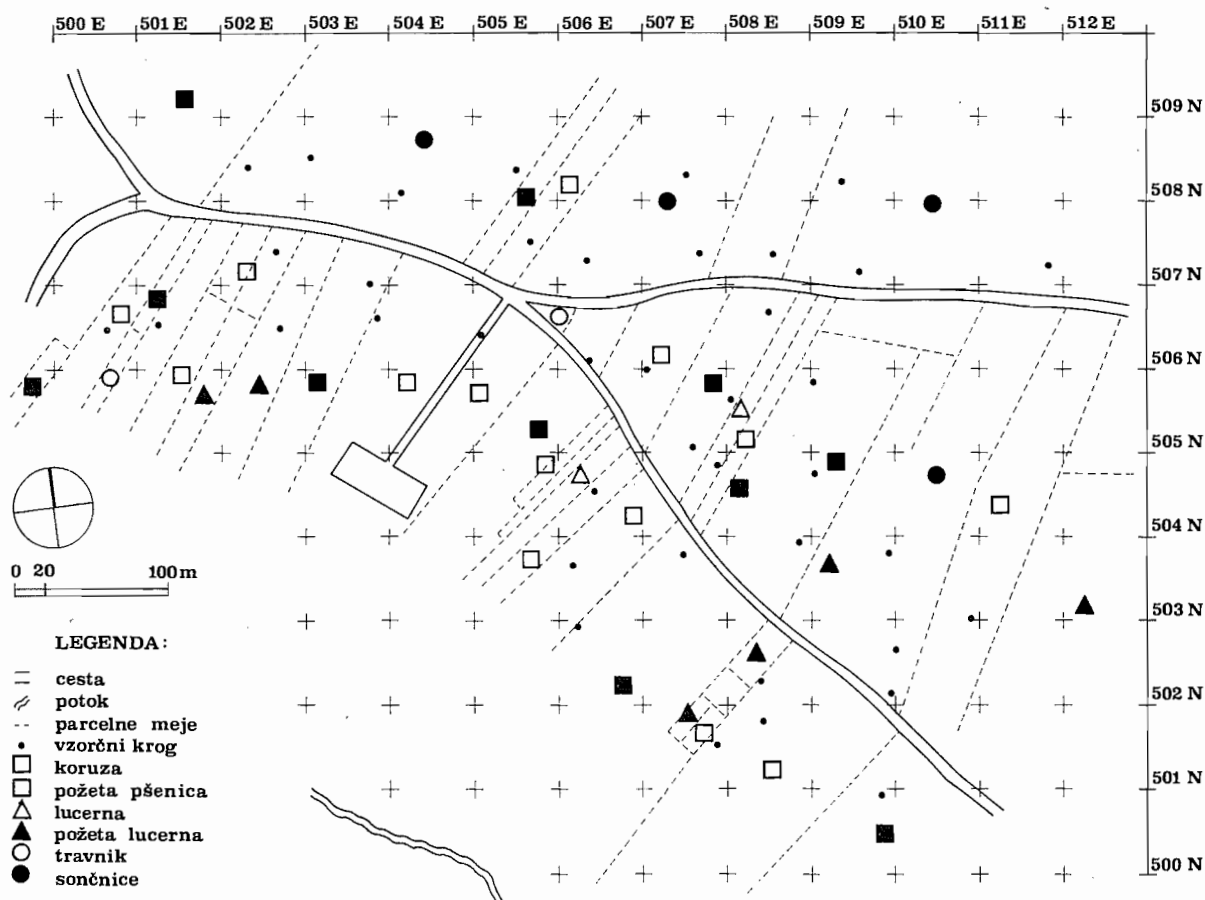 500 E 501 E 502 E 503 E 504 E 505 E 506 E 507 E 508 E 509 E 510 E 511 E 512 E
509 N
508 N
507 N
506 N
505 N
504 N
503 N
502 N
501 N
500 N
0 20 100 m
LEGENDA:
cesta
potok
parcelne meje
vzorčni krog
koruza
požeta pšenica
lucerna
požeta lucerna
travnik
sončnice